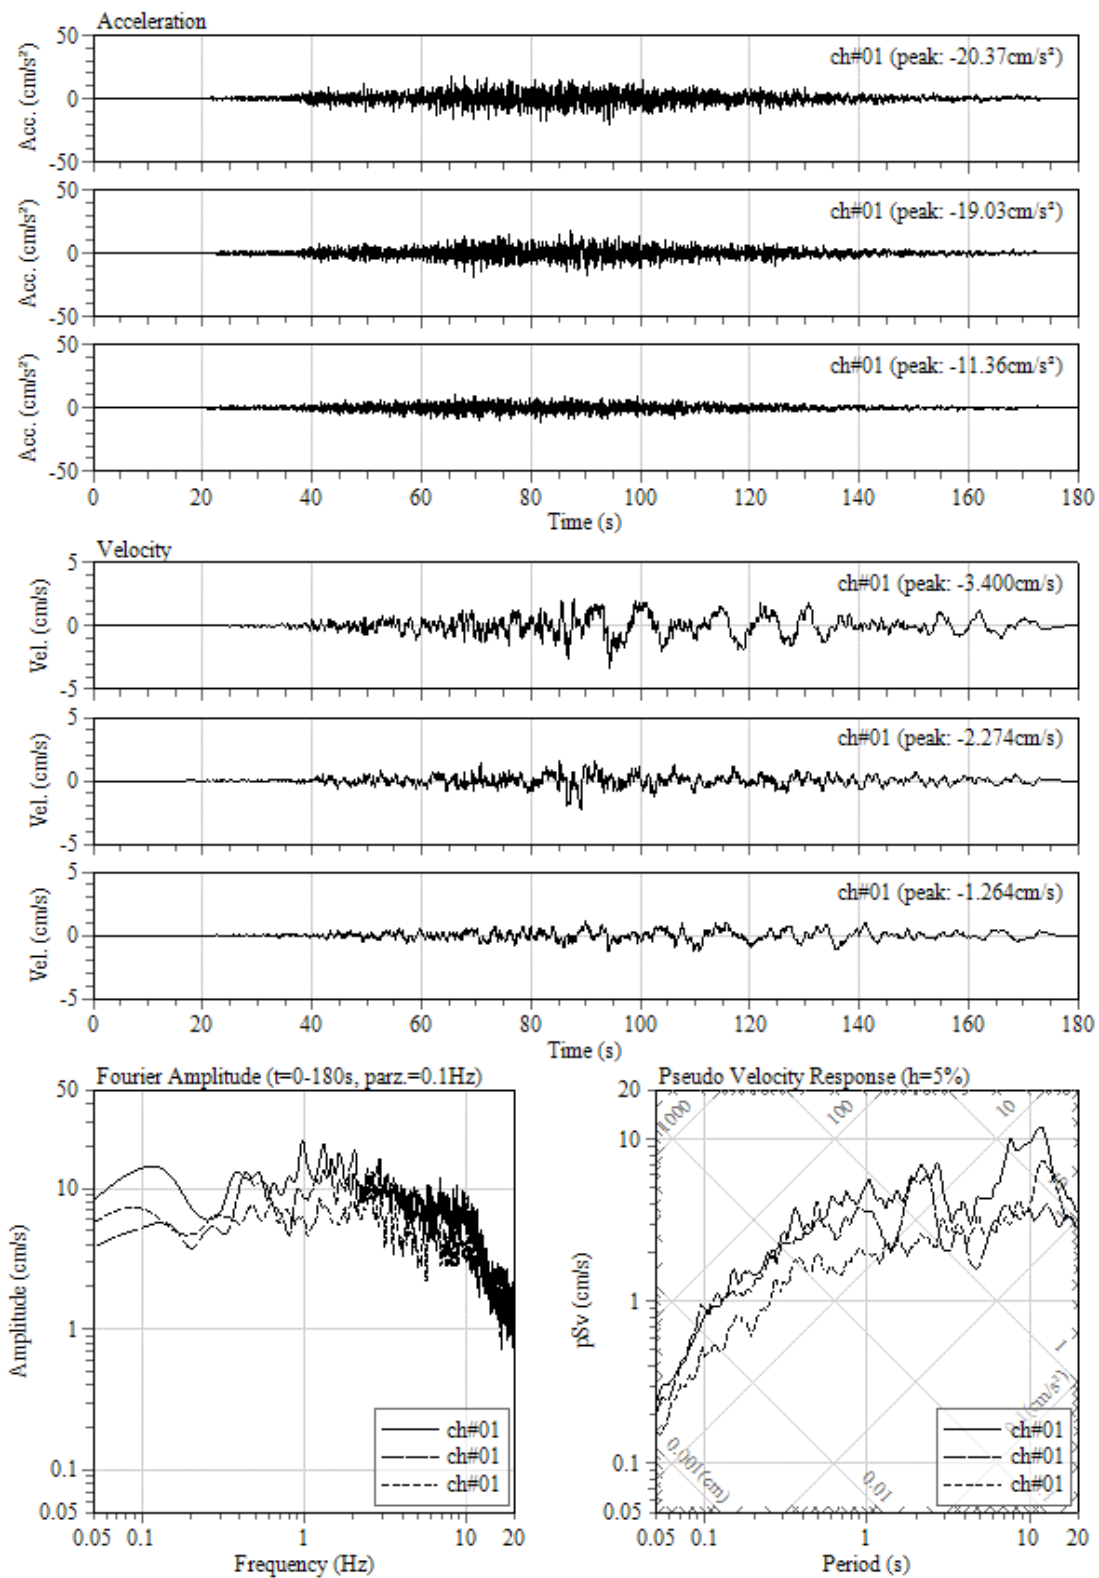 Acceleration
50
0
-50
Acc. (cm/s²)
ch#01 (peak: -20.37cm/s²)
50
0
-50
Acc. (cm/s²)
ch#01 (peak: -19.03cm/s²)
50
0
-50
Acc. (cm/s²)
ch#01 (peak: -11.36cm/s²)
0 20 40 60 80 100 120 140 160 180
Time (s)
Velocity
5
0
-5
Vel. (cm/s)
ch#01 (peak: -3.400cm/s)
5
0
-5
Vel. (cm/s)
ch#01 (peak: -2.274cm/s)
5
0
-5
Vel. (cm/s)
ch#01 (peak: -1.264cm/s)
0 20 40 60 80 100 120 140 160 180
Time (s)
Fourier Amplitude (t=0-180s, parz.=0.1Hz)
50
10
1
0.1
0.05
Amplitude (cm/s)
ch#01
ch#01
ch#01
0.05 0.1 1 10 20
Frequency (Hz)
Pseudo Velocity Response (h=5%)
20
10
1
0.1
0.05
pSv (cm/s)
1000
100
10
1
0.1(cm/s²)
0.001(cm)
0.01
ch#01
ch#01
ch#01
0.05 0.1 1 10 20
Period (s)